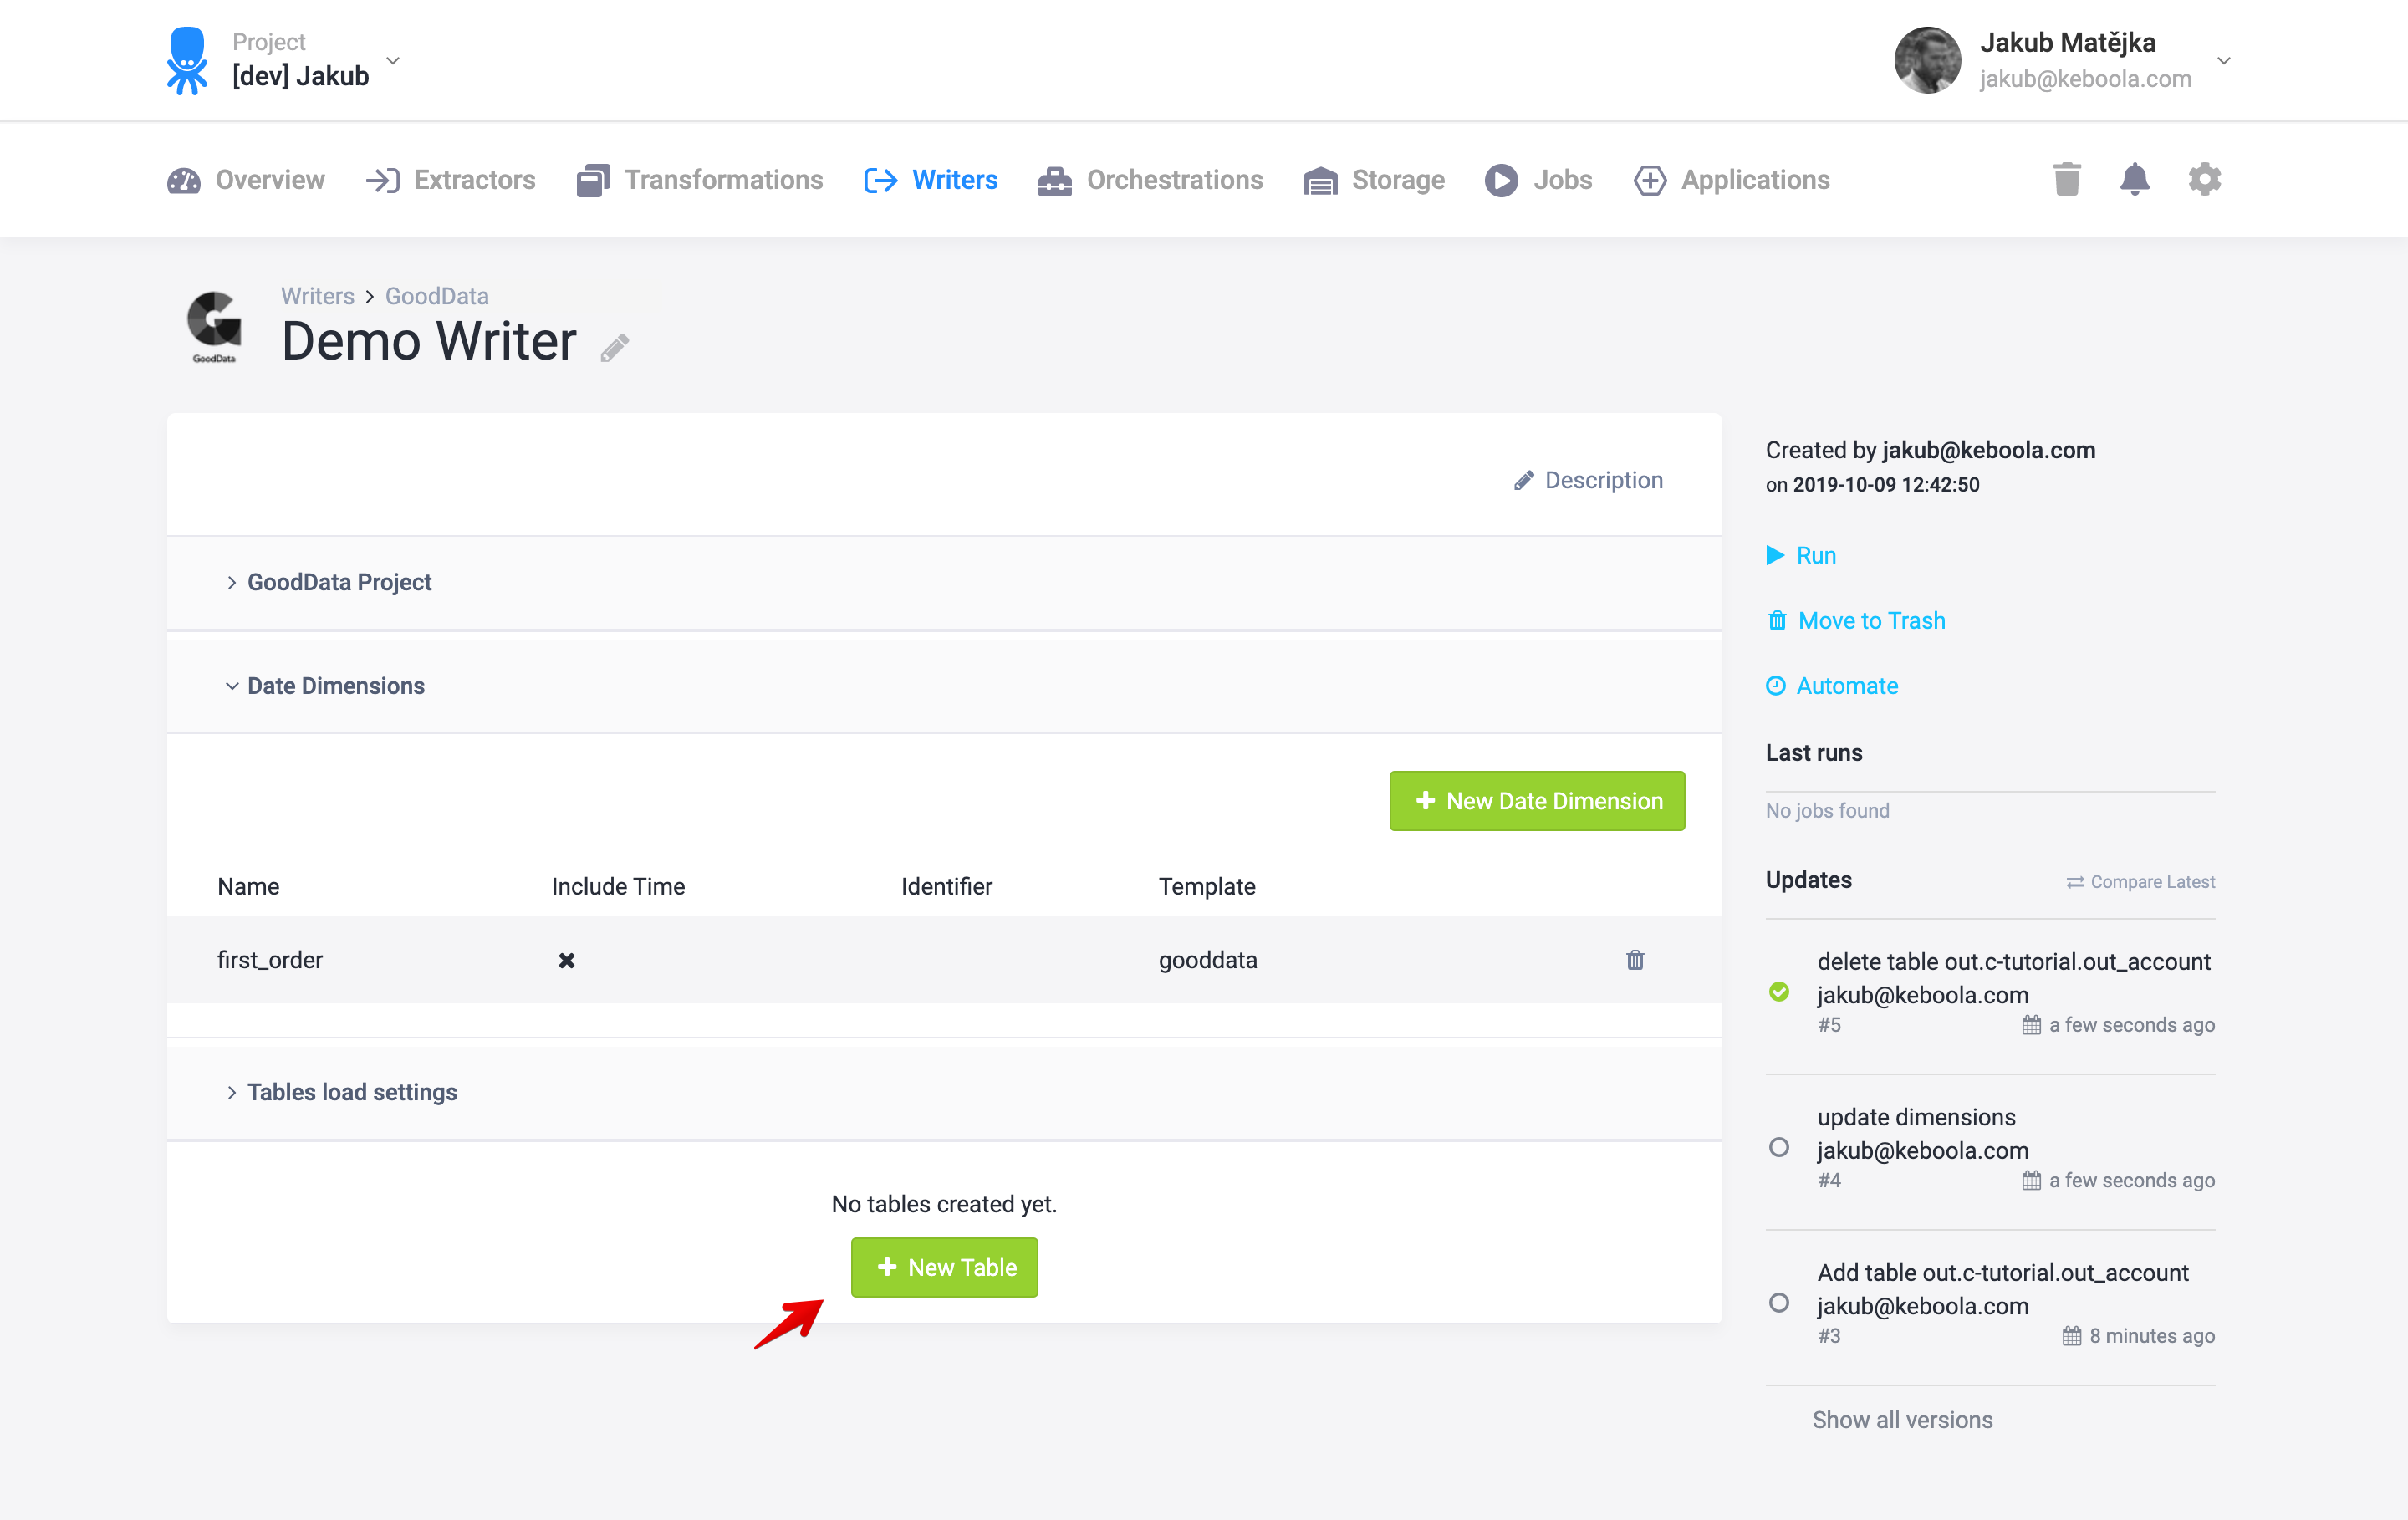 Project
[dev] Jakub
Jakub Matějka
jakub@keboola.com
Overview
Extractors
Transformations
Writers
Orchestrations
Storage
Jobs
Applications
GoodData
Writers > GoodData
Demo Writer
Description
GoodData Project
Date Dimensions
New Date Dimension
Name Include Time Identifier Template
first_order gooddata
Tables load settings
No tables created yet.
New Table
Created by jakub@keboola.com
on 2019-10-09 12:42:50
Run
Move to Trash
Automate
Last runs
No jobs found
Updates Compare Latest
delete table out.c-tutorial.out_account
jakub@keboola.com
#5 a few seconds ago
update dimensions
jakub@keboola.com
#4 a few seconds ago
Add table out.c-tutorial.out_account
jakub@keboola.com
#3 8 minutes ago
Show all versions